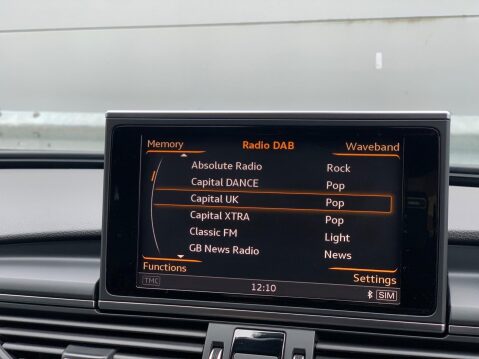 Memory Radio DAB Waveband
Absolute Radio Rock
Capital DANCE Pop
Capital UK Pop
Capital XTRA Pop
Classic FM Light
GB News Radio News
Functions Settings
TMC 12:10 SIM